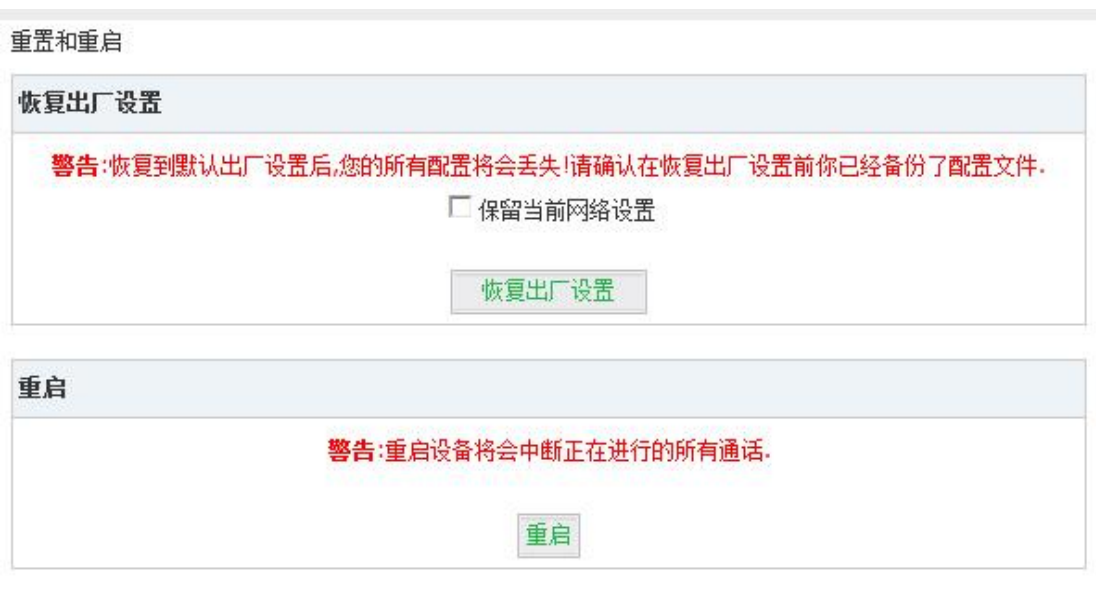 重置和重启
恢复出厂设置
警告:恢复到默认出厂设置后,您的所有配置将会丢失!请确认在恢复出厂设置前你已经备份了配置文件.
保留当前网络设置
恢复出厂设置
重启
警告:重启设备将会中断正在进行的所有通话.
重启